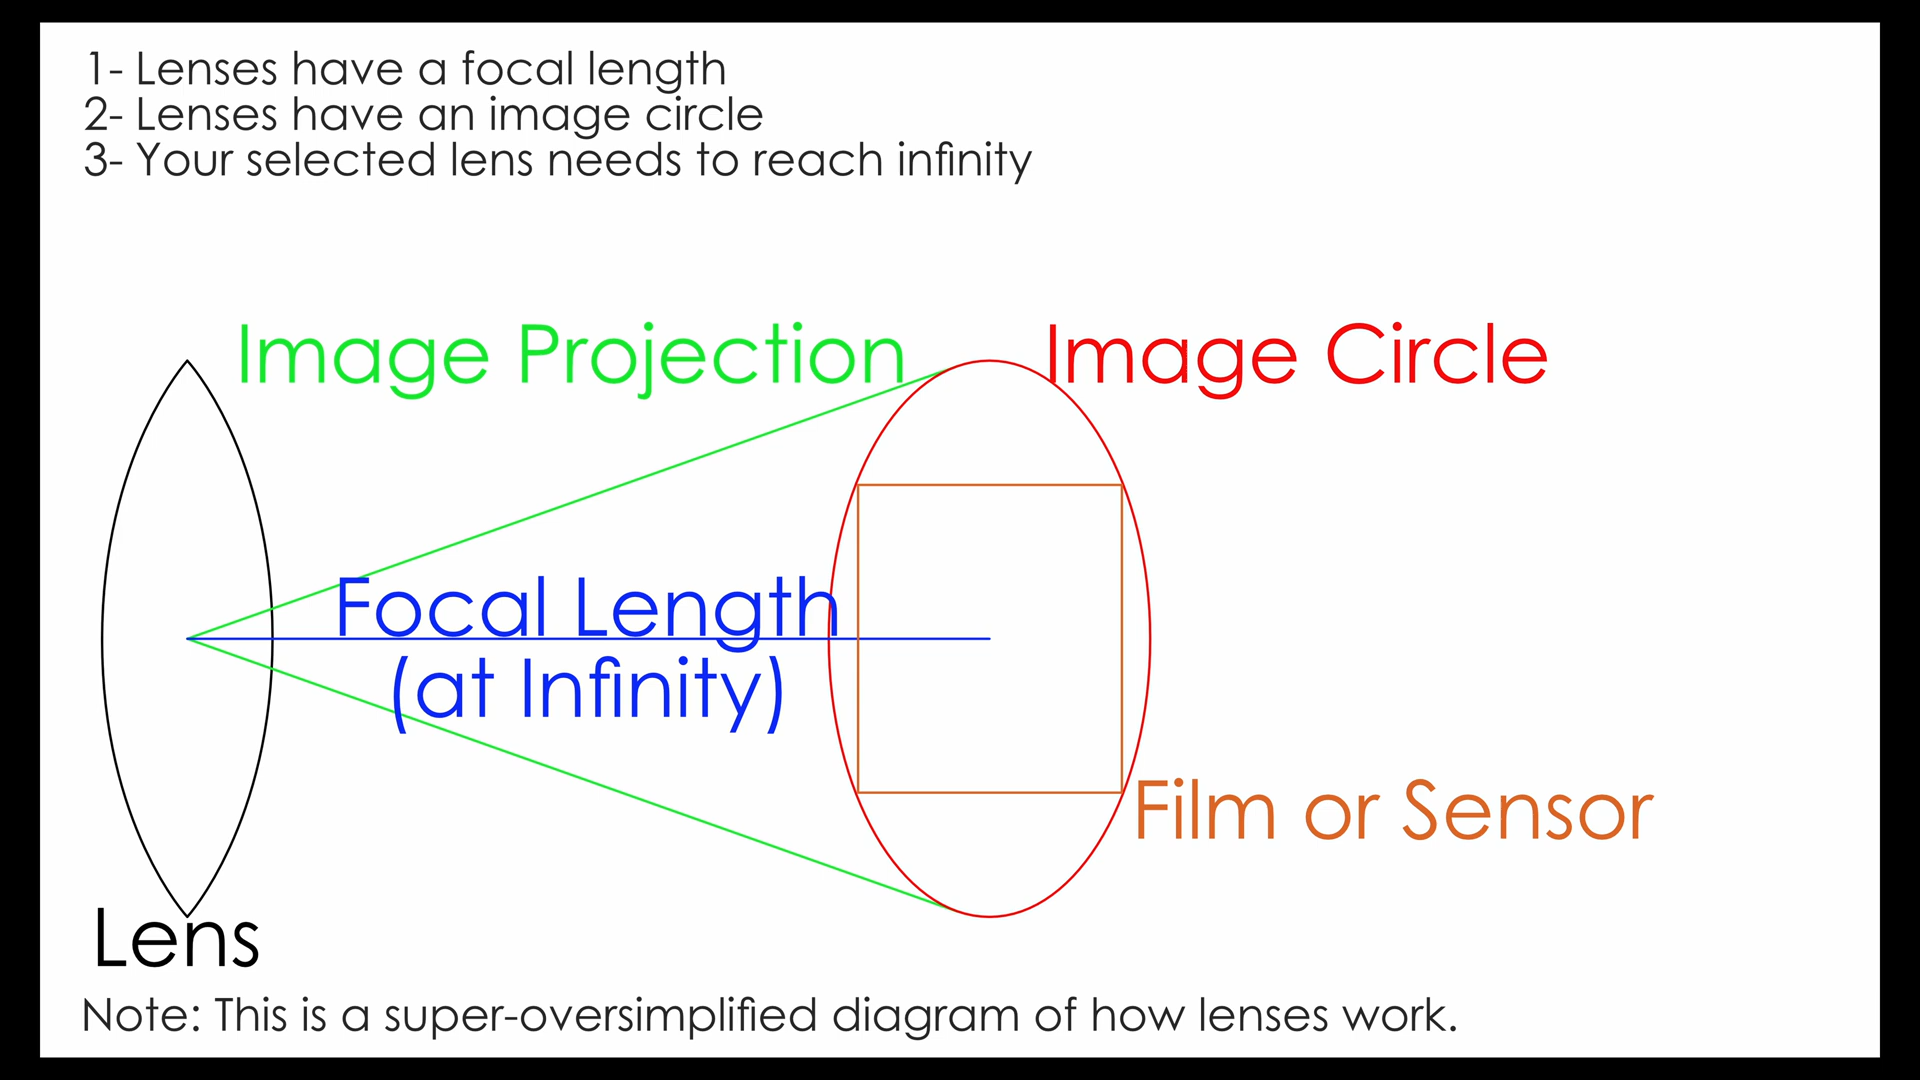 1- Lenses have a focal length
2- Lenses have an image circle
3- Your selected lens needs to reach infinity
Image Projection
Image Circle
Focal Length
(at Infinity)
Film or Sensor
Lens
Note: This is a super-oversimplified diagram of how lenses work.